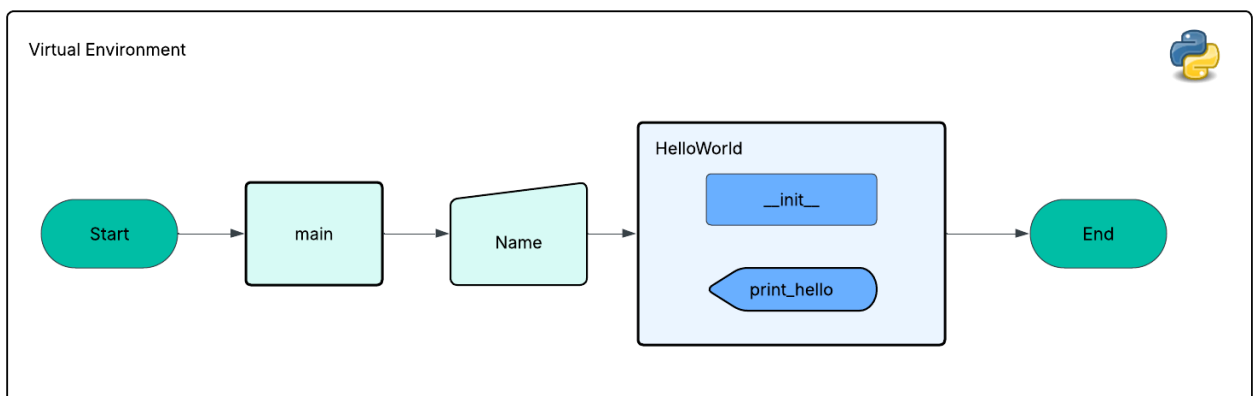 Virtual Environment
HelloWorld
__init__
Start
main
Name
End
print_hello